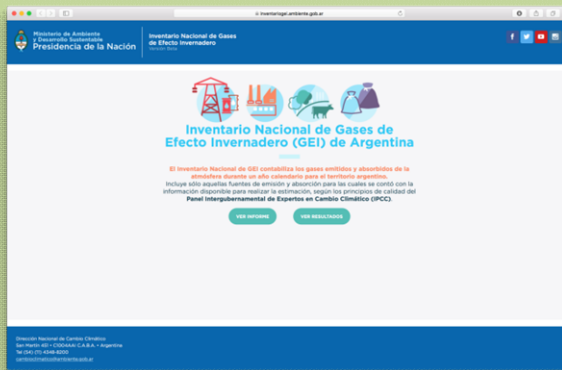 inventariogei.ambiente.gob.ar
Ministerio de Ambiente
y Desarrollo Sustentable
Presidencia de la Nación
Inventario Nacional de Gases
de Efecto Invernadero
Versión Beta
Inventario Nacional de Gases de
Efecto Invernadero (GEI) de Argentina
El Inventario Nacional de GEI contabiliza los gases emitidos y absorbidos de la
atmósfera durante un año calendario para el territorio argentino.
Incluye sólo aquellas fuentes de emisión y absorción para las cuales se contó con la
información disponible para realizar la estimación, según los principios de calidad del
Panel Intergubernamental de Expertos en Cambio Climático (IPCC).
VER INFORME
VER RESULTADOS
Dirección Nacional de Cambio Climático
San Martín 451 • C1004AAI C.A.B.A. • Argentina
Tel (54) (11) 4348-8200
cambioclimatico@ambiente.gob.ar